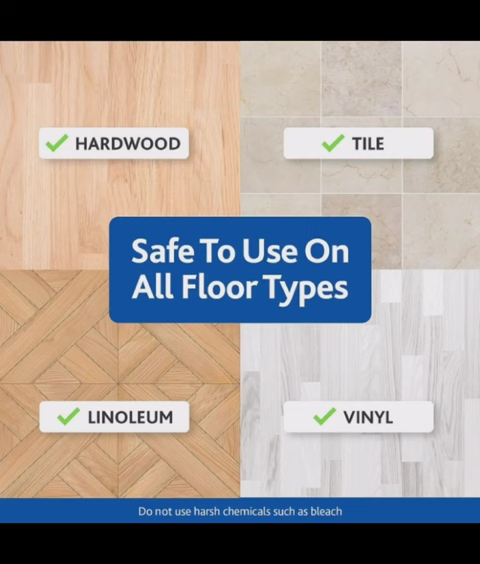 HARDWOOD
TILE
Safe To Use On
All Floor Types
LINOLEUM
VINYL
Do not use harsh chemicals such as bleach